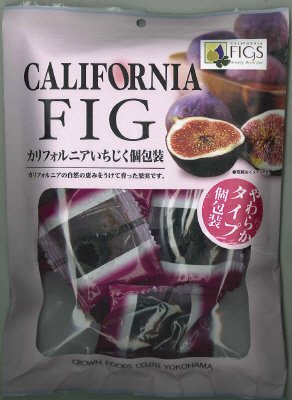 CALIFORNIA
FIGS
CALIFORNIA
FIG
カリフォルニアいちじく個包装
カリフォルニアの自然の恵みをうけて育った果実です。
やわらか
タイプ
個包装
CROWN FOODS CO.,LTD. YOKOHAMA